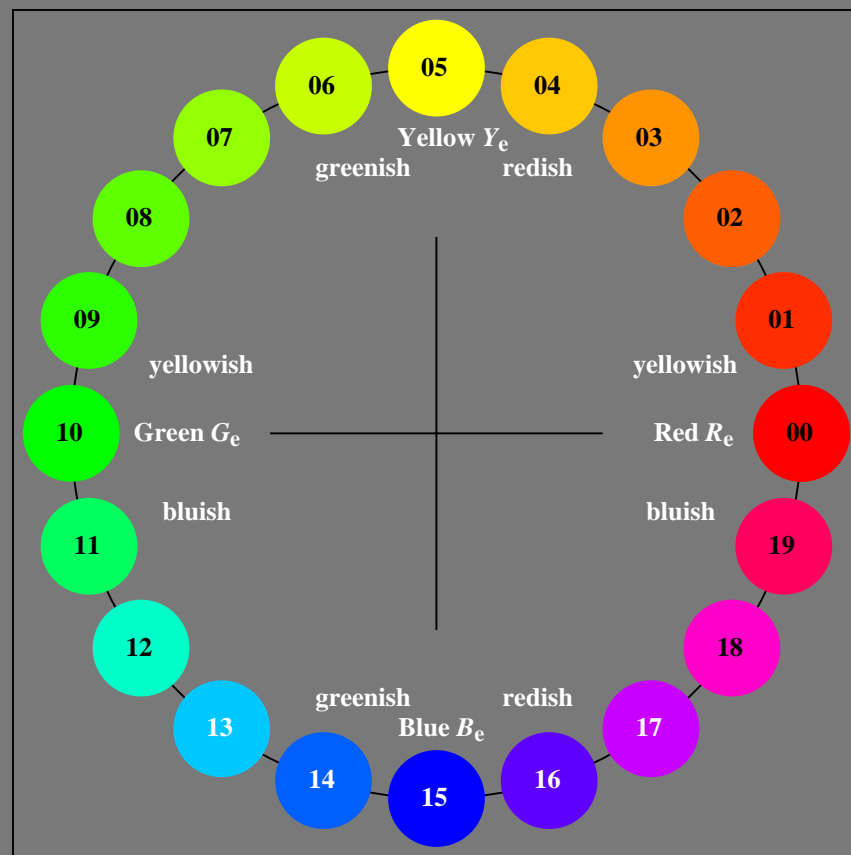 05
06
04
07
Yellow Ye
03
greenish
redish
08
02
09
01
yellowish
yellowish
10
Green Ge
Red Re
00
bluish
bluish
11
19
12
18
greenish
redish
13
Blue Be
17
14
16
15